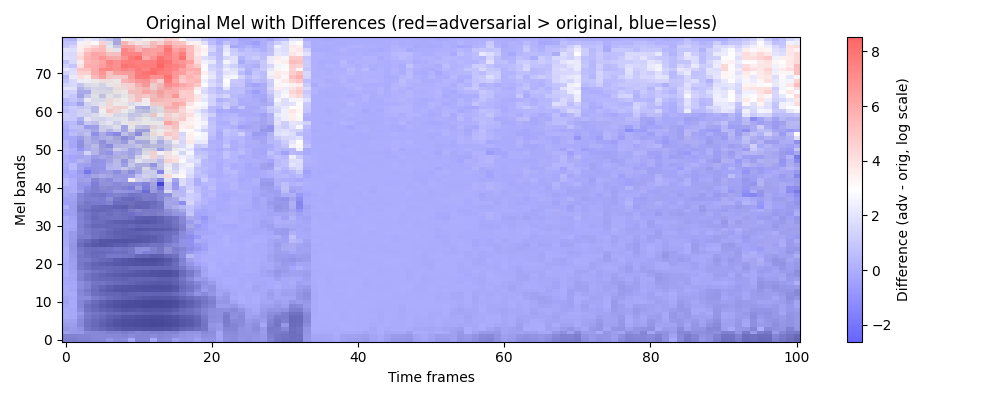 Original Mel with Differences (red=adversarial > original, blue=less)
Mel bands
70
60
50
40
30
20
10
0
0 20 40 60 80 100
Time frames
8
6
4
2
0
−2
Difference (adv - orig, log scale)